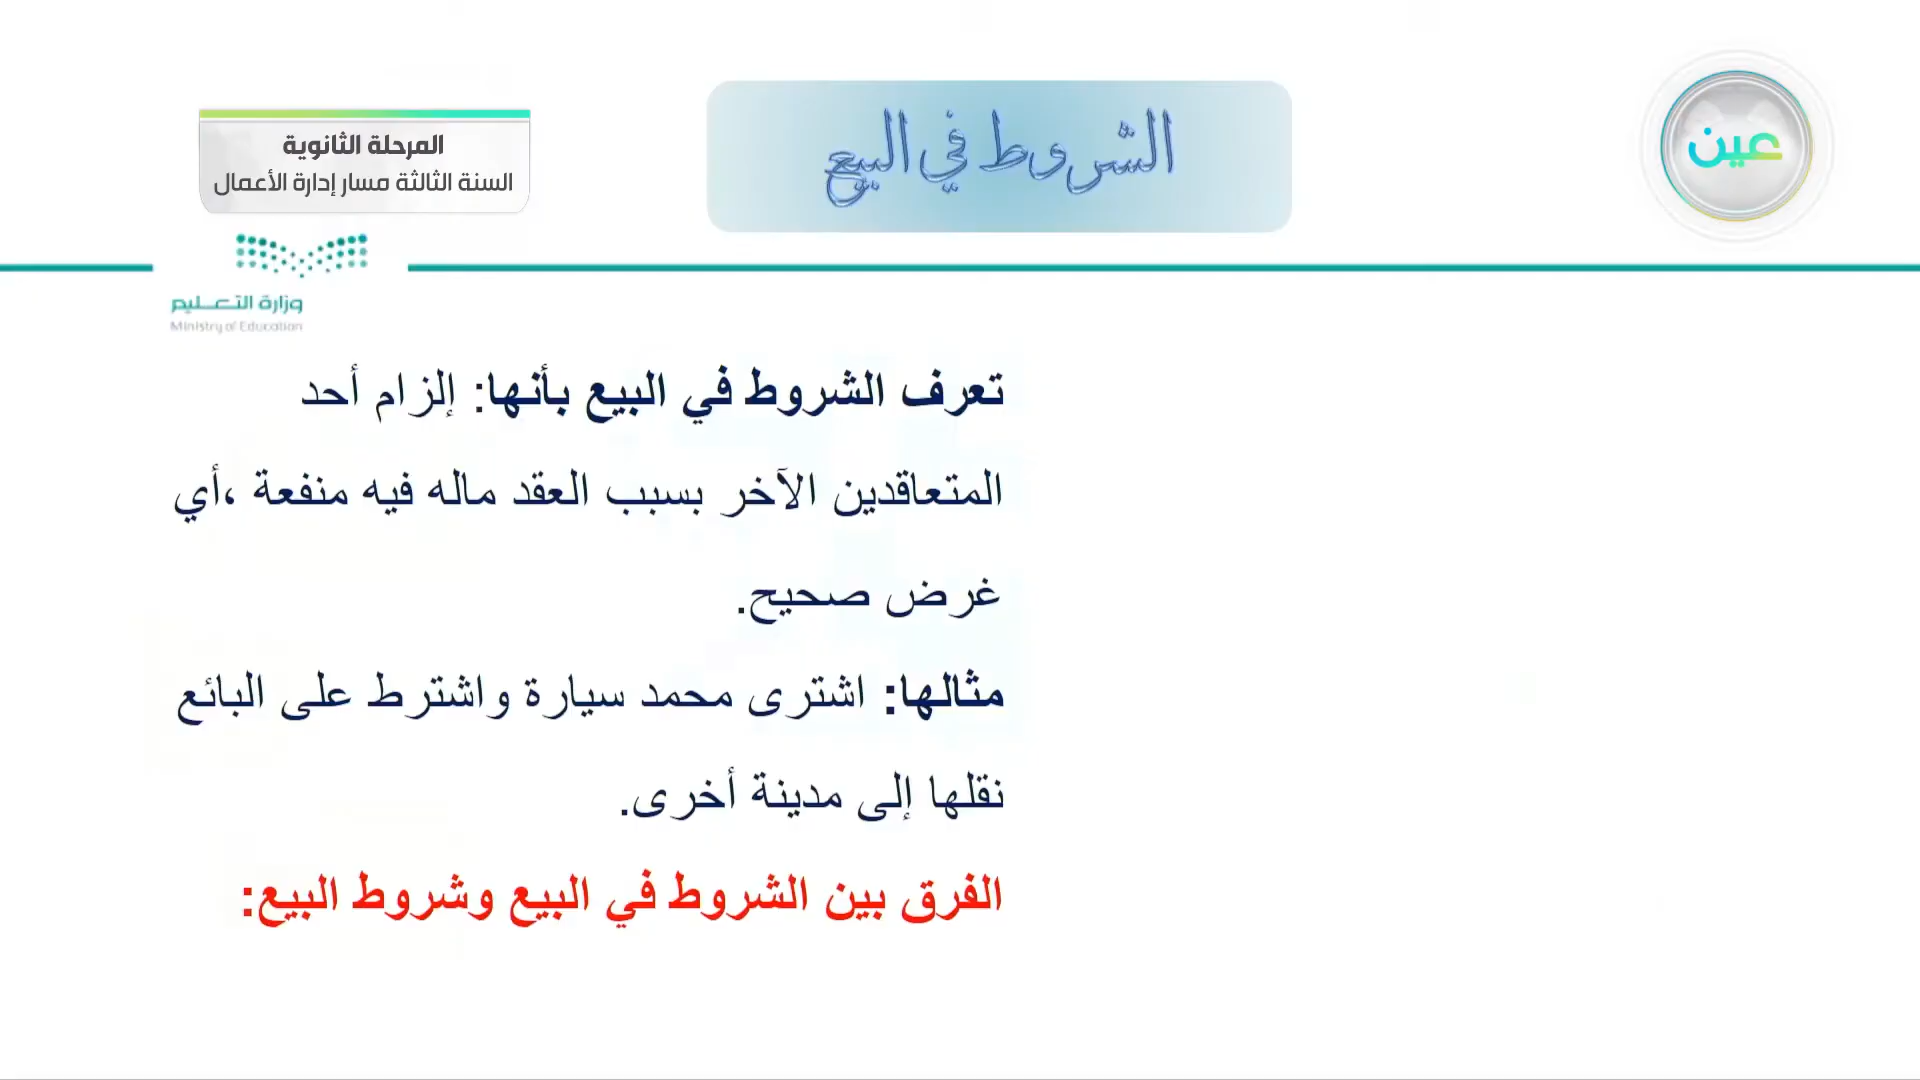 عين
الشروط في البيع
المرحلة الثانوية
السنة الثالثة مسار إدارة الأعمال
وزارة التعليم
Ministry of Education
تعرف الشروط في البيع بأنها: إلزام أحد
المتعاقدين الآخر بسبب العقد ماله فيه منفعة ،أي
غرض صحيح.
مثالها: اشترى محمد سيارة واشترط على البائع
نقلها إلى مدينة أخرى.
الفرق بين الشروط في البيع وشروط البيع: